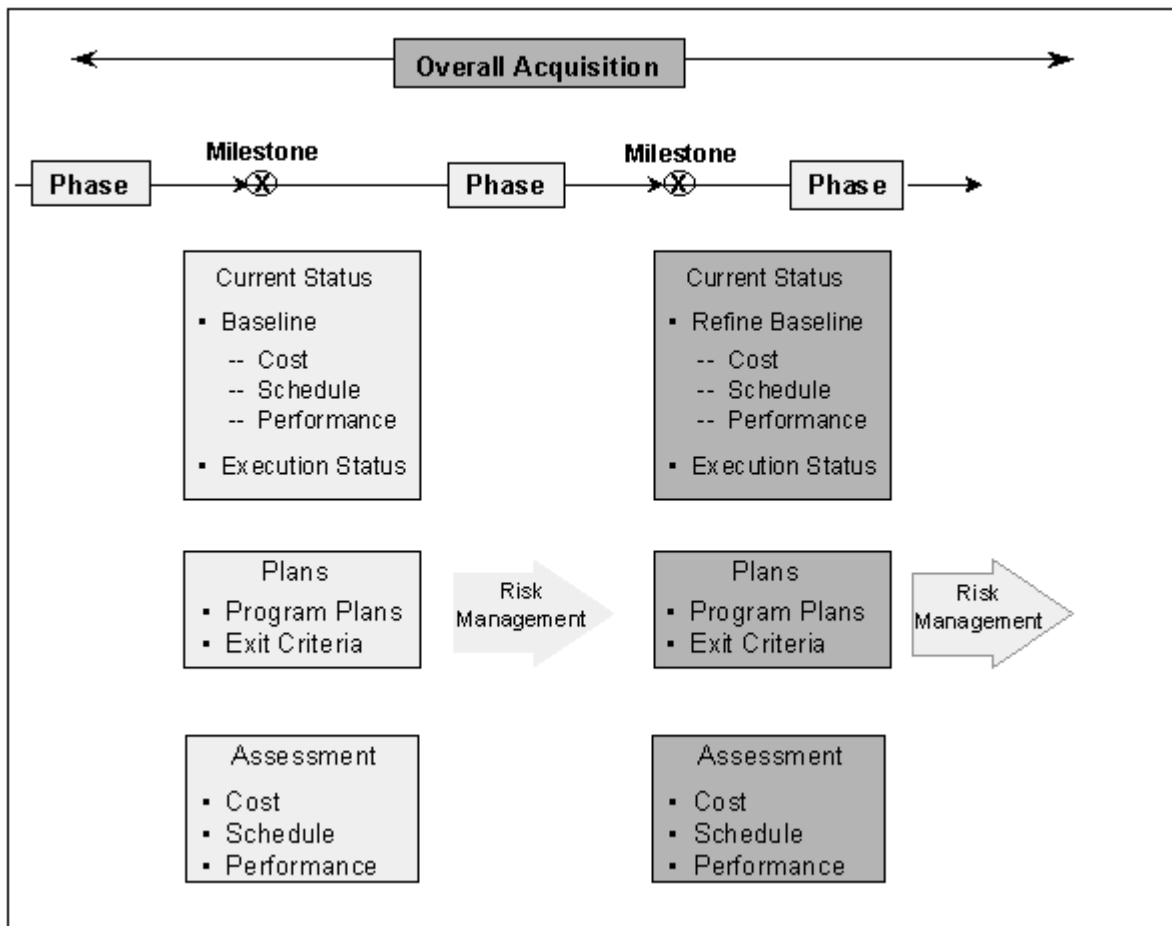 Overall Acquisition
Milestone
Milestone
Phase
X
Phase
X
Phase
Current Status
▪ Baseline
-- Cost
-- Schedule
-- Performance
▪ Execution Status
Current Status
▪ Refine Baseline
-- Cost
-- Schedule
-- Performance
▪ Execution Status
Plans
▪ Program Plans
▪ Exit Criteria
Risk
Management
Plans
▪ Program Plans
▪ Exit Criteria
Risk
Management
Assessment
▪ Cost
▪ Schedule
▪ Performance
Assessment
▪ Cost
▪ Schedule
▪ Performance